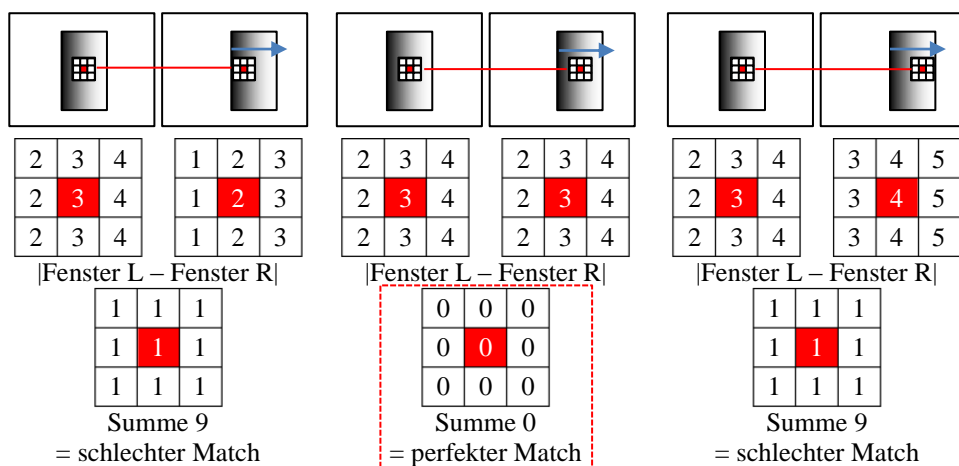 2 3 4 1 2 3 2 3 4 2 3 4 2 3 4 3 4 5
2 3 4 1 2 3 2 3 4 2 3 4 2 3 4 3 4 5
2 3 4 1 2 3 2 3 4 2 3 4 2 3 4 3 4 5
|Fenster L – Fenster R| |Fenster L – Fenster R| |Fenster L – Fenster R|
1 1 1 0 0 0 1 1 1
1 1 1 0 0 0 1 1 1
1 1 1 0 0 0 1 1 1
Summe 9 Summe 0 Summe 9
= schlechter Match = perfekter Match = schlechter Match